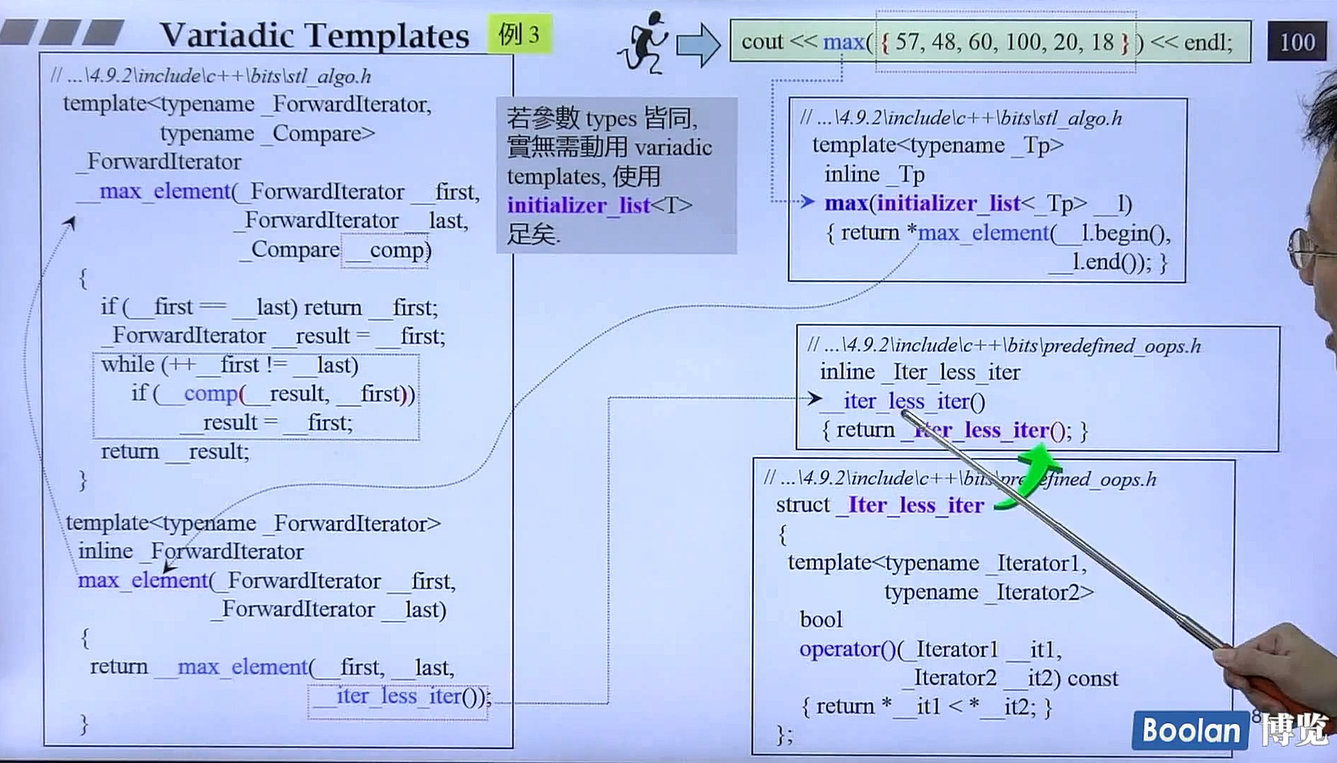 Variadic Templates
例 3
cout << max( { 57, 48, 60, 100, 20, 18 } ) << endl;
100
// ...\4.9.2\include\c++\bits\stl_algo.h
template<typename _ForwardIterator,
typename _Compare>
_ForwardIterator
__max_element(_ForwardIterator __first,
_ForwardIterator __last,
_Compare __comp)
{
if (__first == __last) return __first;
_ForwardIterator __result = __first;
while (++__first != __last)
if (__comp(__result, __first))
__result = __first;
return __result;
}
template<typename _ForwardIterator>
inline _ForwardIterator
max_element(_ForwardIterator __first,
_ForwardIterator __last)
{
return __max_element(__first, __last,
__iter_less_iter());
}
若參數 types 皆同,
實無需動用 variadic
templates, 使用
initializer_list<T>
足矣.
// ...\4.9.2\include\c++\bits\stl_algo.h
template<typename _Tp>
inline _Tp
max(initializer_list<_Tp> __l)
{ return *max_element(__l.begin(),
__l.end()); }
// ...\4.9.2\include\c++\bits\predefined_oops.h
inline _Iter_less_iter
__iter_less_iter()
{ return _Iter_less_iter(); }
// ...\4.9.2\include\c++\bits\predefined_oops.h
struct _Iter_less_iter
{
template<typename _Iterator1,
typename _Iterator2>
bool
operator()(_Iterator1 __it1,
_Iterator2 __it2) const
{ return *__it1 < *__it2; }
};
Boolan 博览